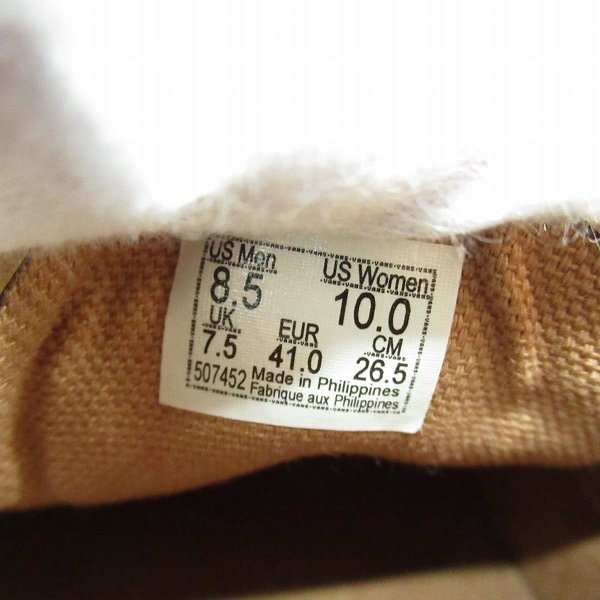 US Men US Women
8.5 10.0
UK EUR CM
7.5 41.0 26.5
507452 Made in Philippines
Fabrique aux Philippines